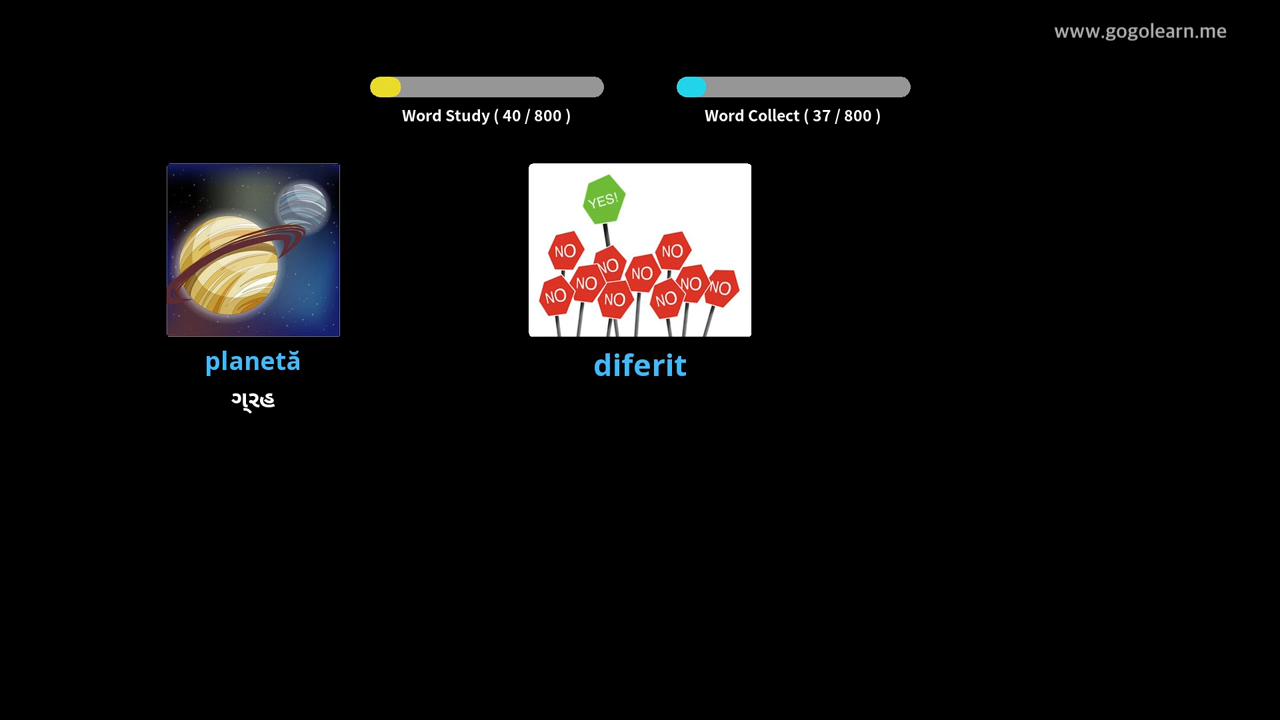 www.gogolearn.me
Word Study ( 40 / 800 )
Word Collect ( 37 / 800 )
YES!
NO
NO
NO
NO
NO
NO
NO
NO
NO
NO
planetă
ગ્રહ
diferit